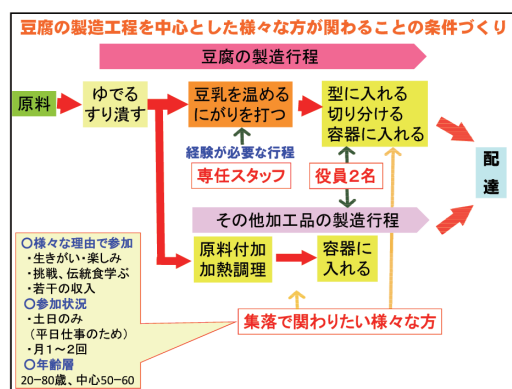 豆腐の製造工程を中心とした様々な方が関わることの条件づくり
豆腐の製造行程
原料
ゆでる
すり潰す
豆乳を温める
にがりを打つ
型に入れる
切り分ける
容器に入れる
経験が必要な行程
専任スタッフ
役員2名
配
達
その他加工品の製造行程
原料付加
加熱調理
容器に
入れる
集落で関わりたい様々な方
〇様々な理由で参加
・生きがい・楽しみ
・挑戦、伝統食学ぶ
・若干の収入
〇参加状況
・土日のみ
(平日仕事のため)
・月1~2回
〇年齢層
20-80歳、中心50-60